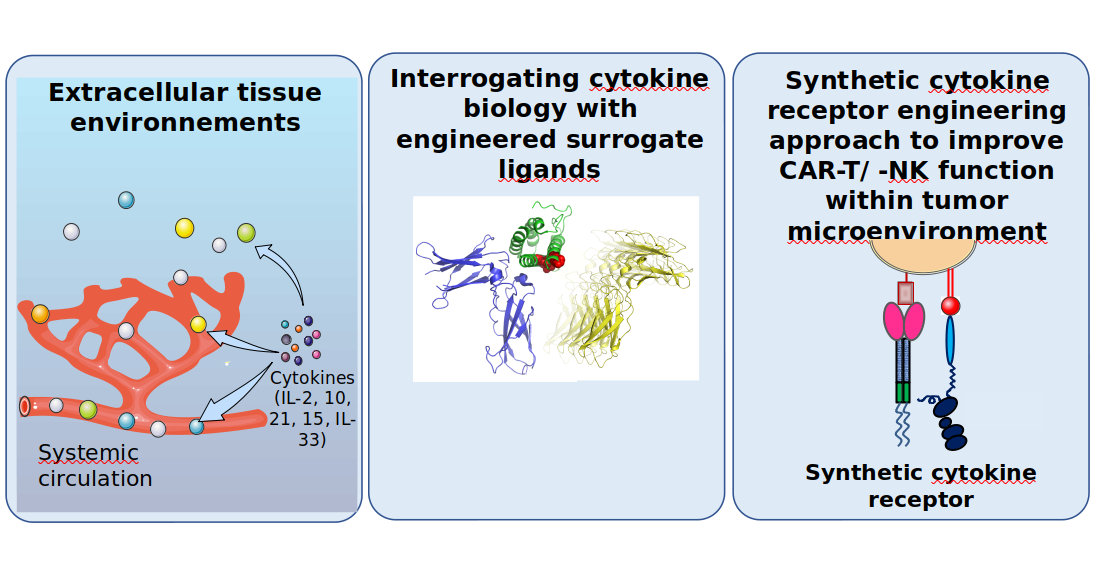 Extracellular tissue
environnements
Cytokines
(IL-2, 10,
21, 15, IL-
33)
Systemic
circulation
Interrogating cytokine
biology with
engineered surrogate
ligands
Synthetic cytokine
receptor engineering
approach to improve
CAR-T/ -NK function
within tumor
microenvironment
Synthetic cytokine
receptor